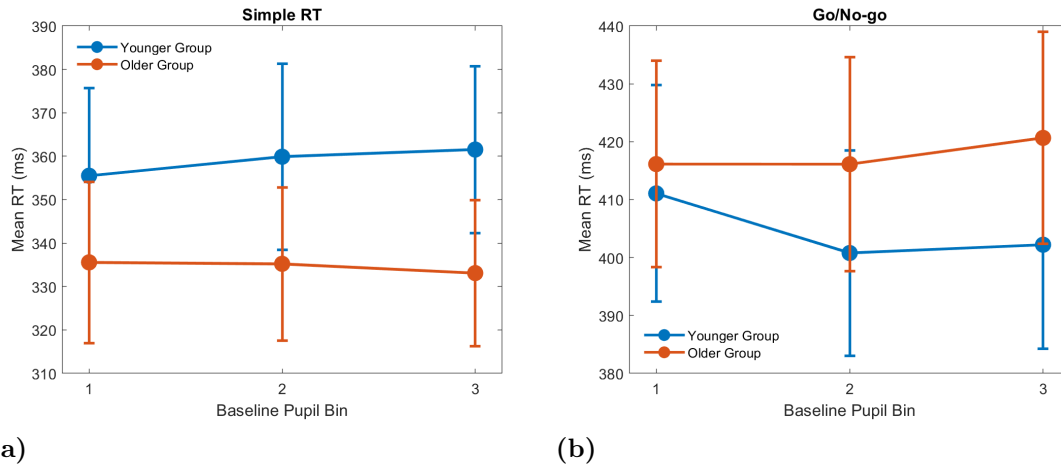 Simple RT
390
380
370
360
350
340
330
320
310
Mean RT (ms)
Younger Group
Older Group
1 2 3
Baseline Pupil Bin
a)
Go/No-go
440
430
420
410
400
390
380
Mean RT (ms)
Younger Group
Older Group
1 2 3
Baseline Pupil Bin
(b)